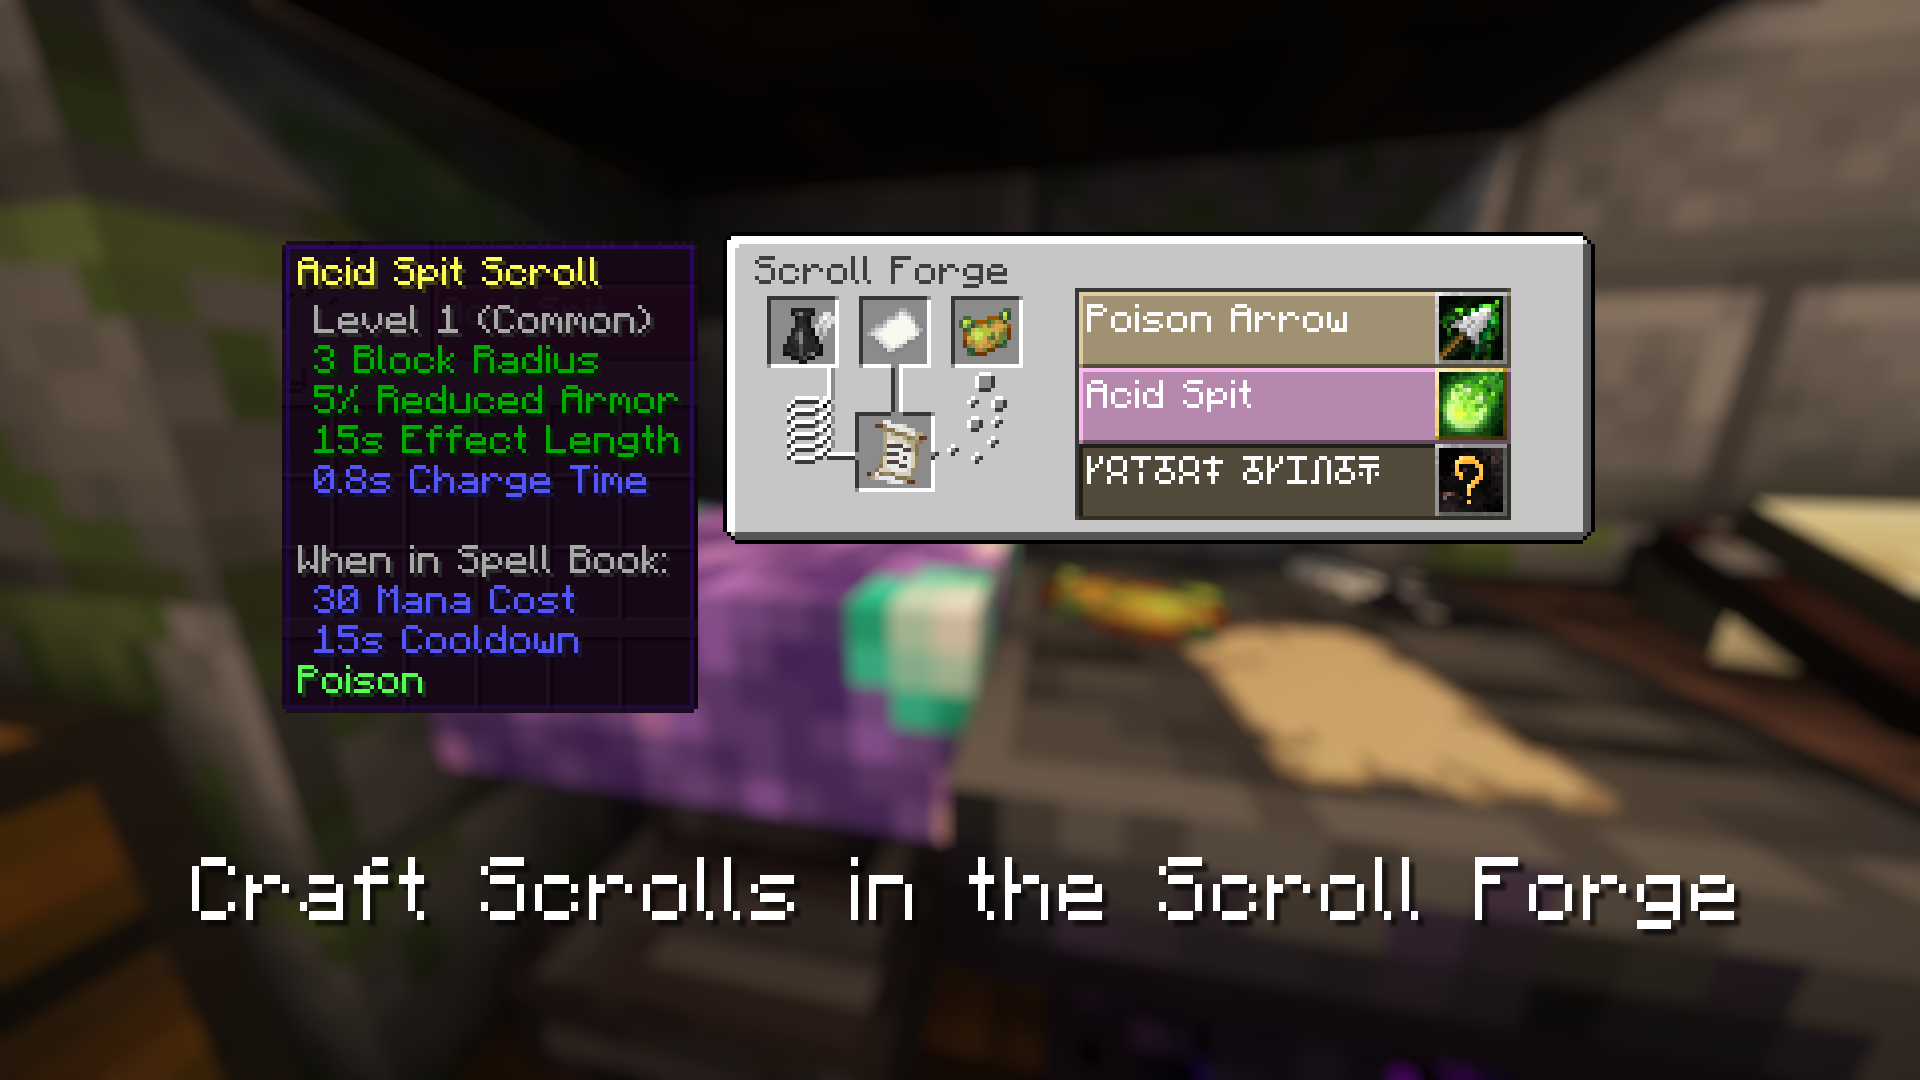 Acid Spit Scroll
Level 1 (Common)
3 Block Radius
5% Reduced Armor
15s Effect Length
0.8s Charge Time
When in Spell Book:
30 Mana Cost
15s Cooldown
Poison
Scroll Forge
Poison Arrow
Acid Spit
Craft Scrolls in the Scroll Forge